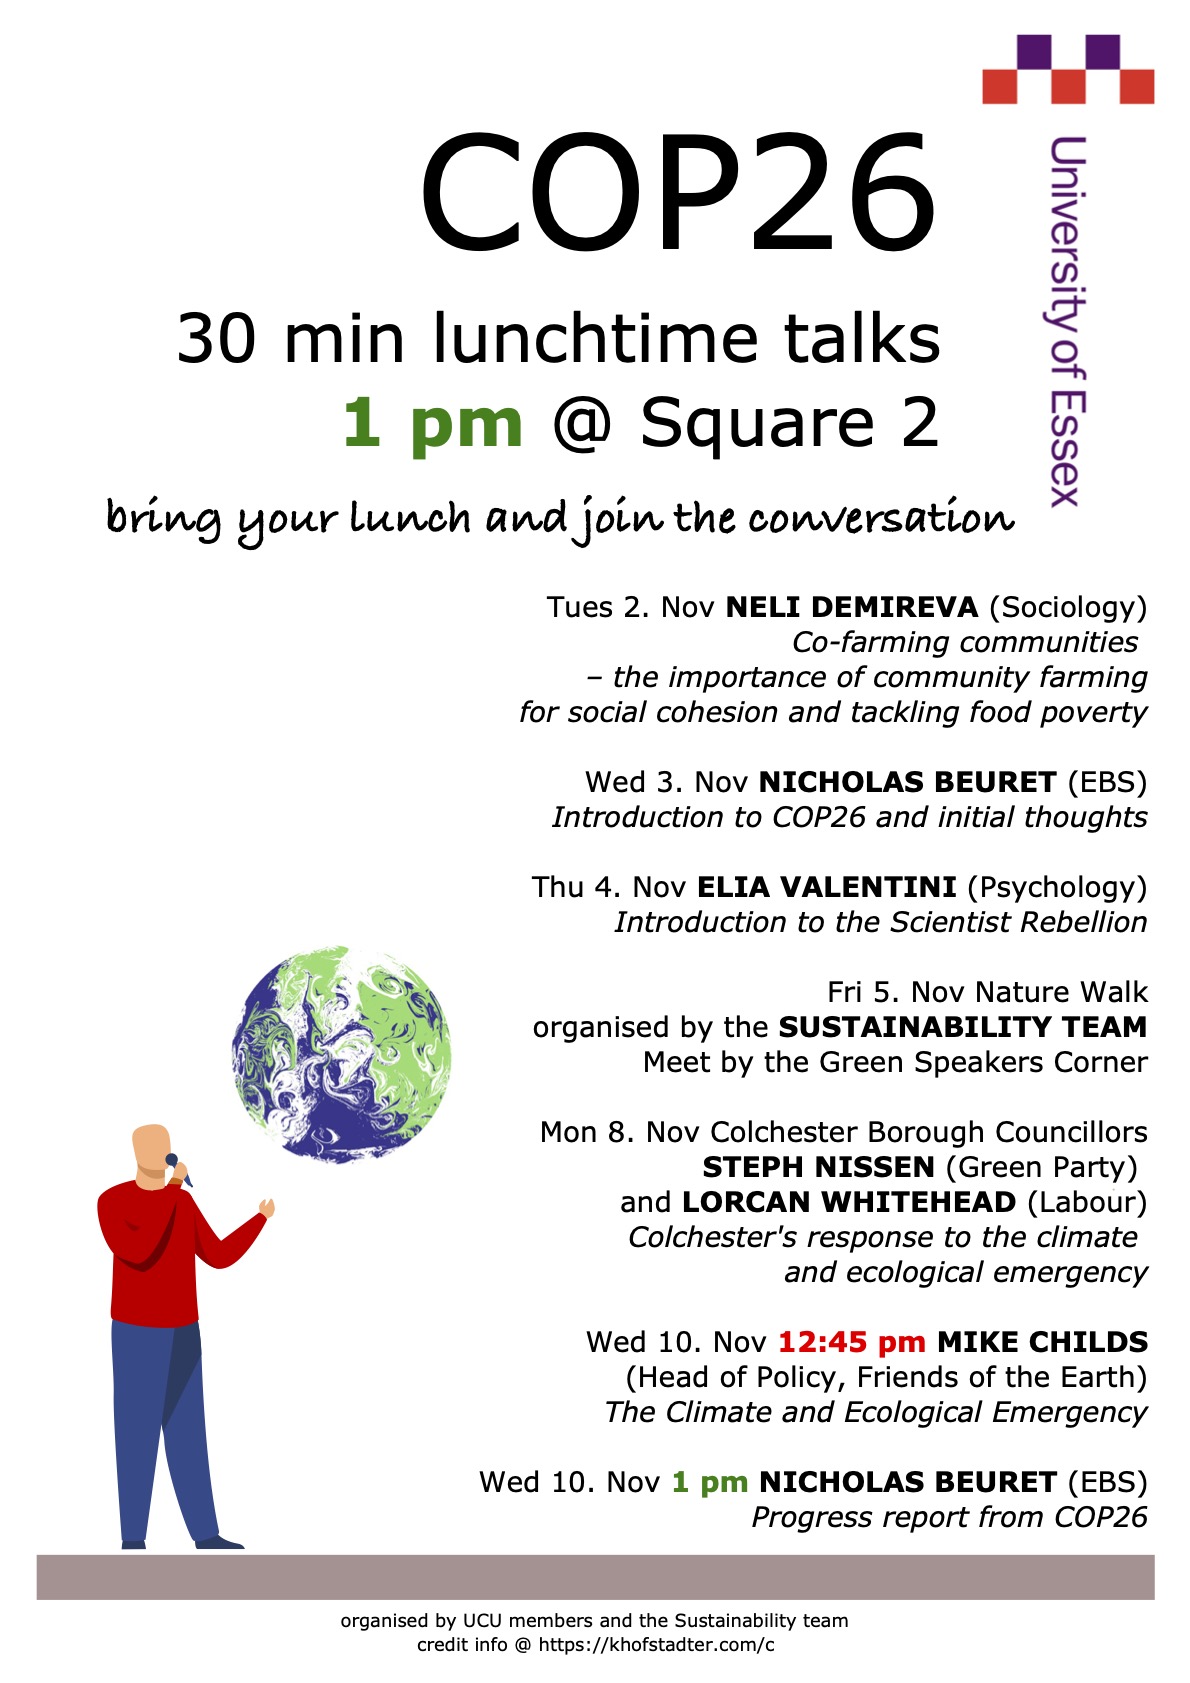 COP26
30 min lunchtime talks
1 pm @ Square 2
University of Essex
bring your lunch and join the conversation
Tues 2. Nov NELI DEMIREVA (Sociology)
Co-farming communities
– the importance of community farming
for social cohesion and tackling food poverty
Wed 3. Nov NICHOLAS BEURET (EBS)
Introduction to COP26 and initial thoughts
Thu 4. Nov ELIA VALENTINI (Psychology)
Introduction to the Scientist Rebellion
Fri 5. Nov Nature Walk
organised by the SUSTAINABILITY TEAM
Meet by the Green Speakers Corner
Mon 8. Nov Colchester Borough Councillors
STEPH NISSEN (Green Party)
and LORCAN WHITEHEAD (Labour)
Colchester's response to the climate
and ecological emergency
Wed 10. Nov 12:45 pm MIKE CHILDS
(Head of Policy, Friends of the Earth)
The Climate and Ecological Emergency
Wed 10. Nov 1 pm NICHOLAS BEURET (EBS)
Progress report from COP26
organised by UCU members and the Sustainability team
credit info @ https://khofstadter.com/c